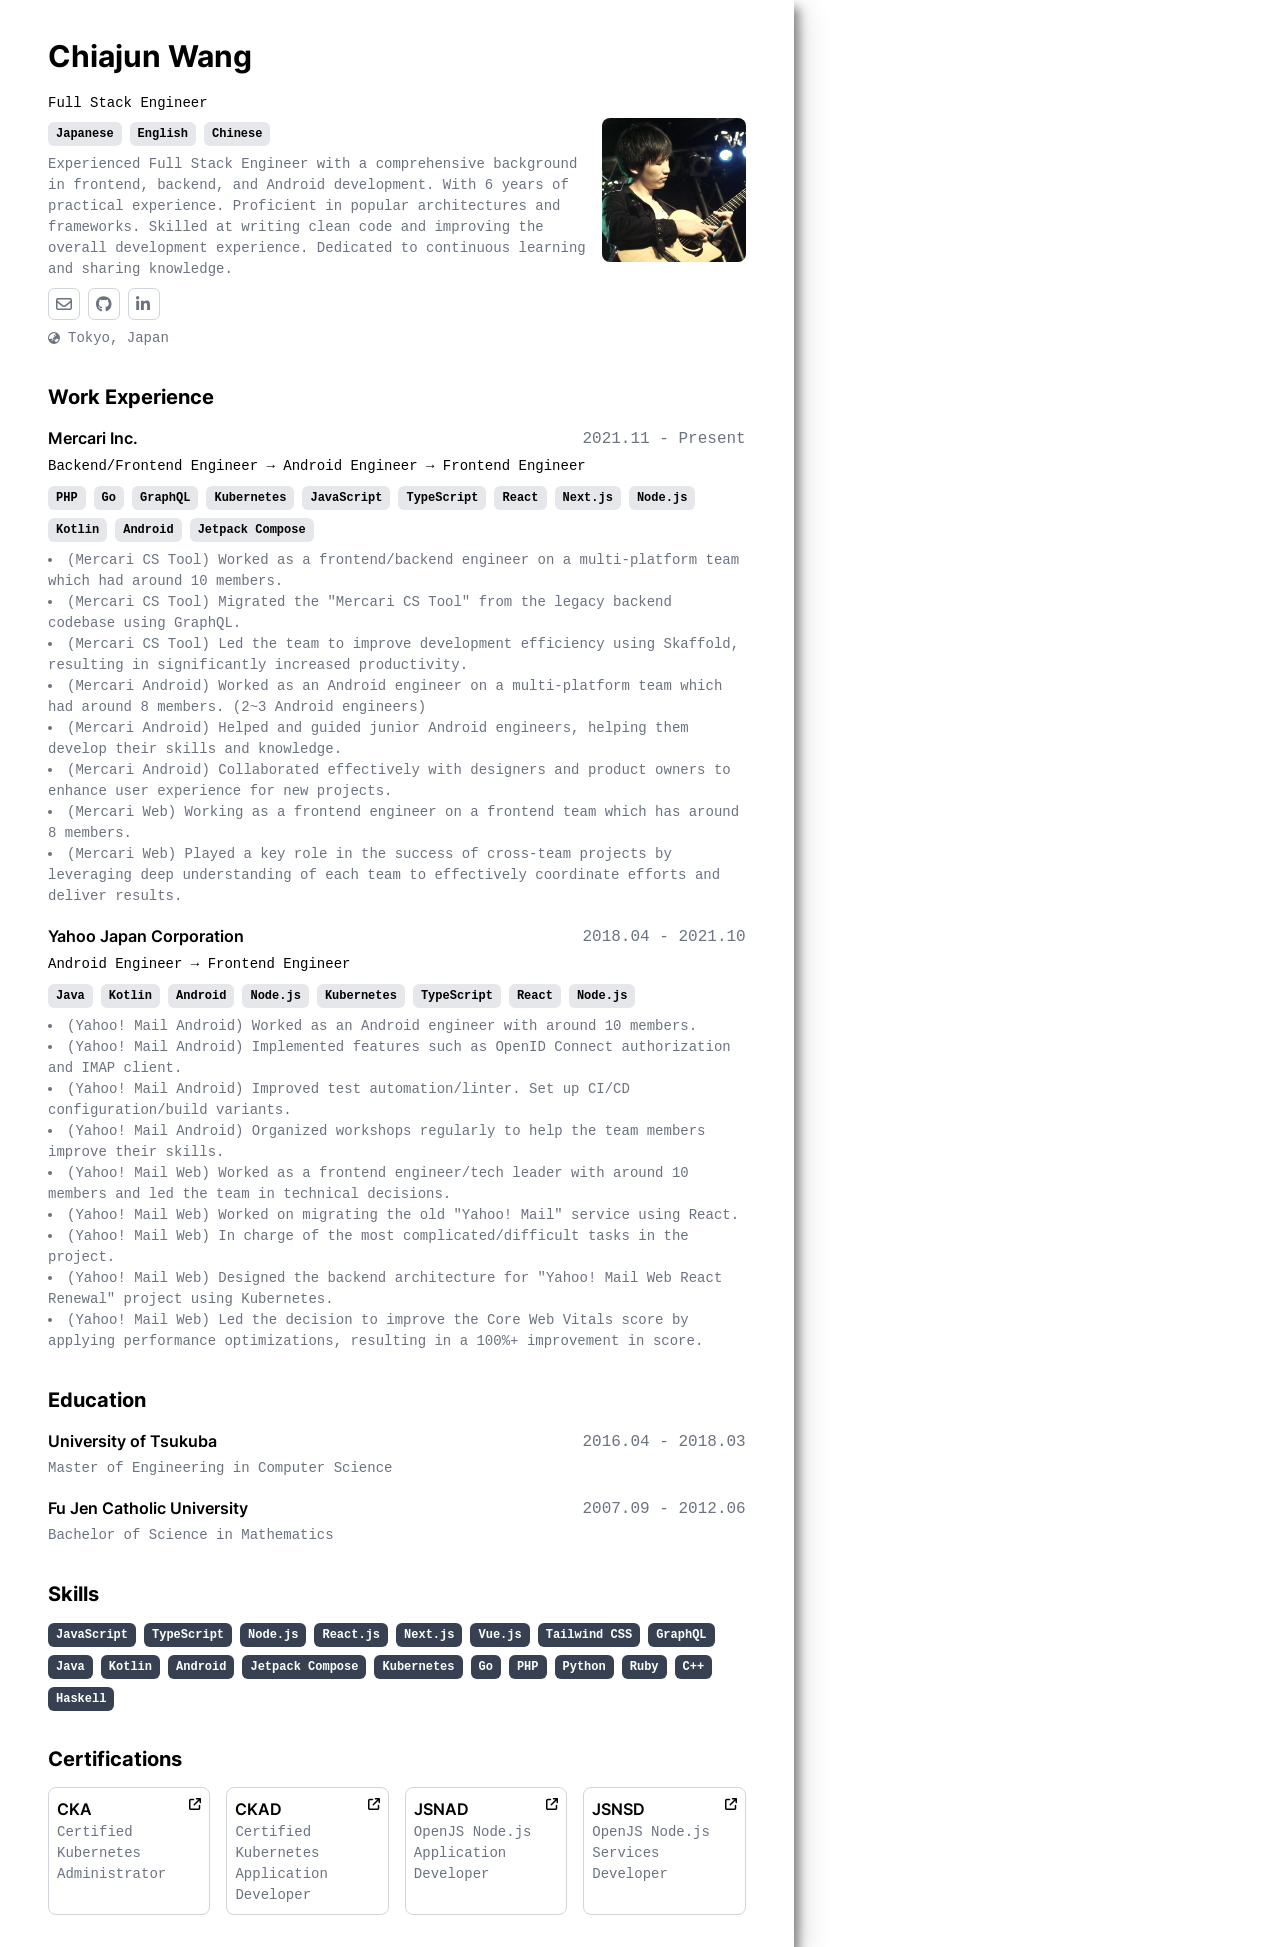 Chiajun Wang
Full Stack Engineer
Japanese English Chinese
Experienced Full Stack Engineer with a comprehensive background
in frontend, backend, and Android development. With 6 years of
practical experience. Proficient in popular architectures and
frameworks. Skilled at writing clean code and improving the
overall development experience. Dedicated to continuous learning
and sharing knowledge.
Tokyo, Japan
Work Experience
Mercari Inc. 2021.11 - Present
Backend/Frontend Engineer → Android Engineer → Frontend Engineer
PHP Go GraphQL Kubernetes JavaScript TypeScript React Next.js Node.js
Kotlin Android Jetpack Compose
• (Mercari CS Tool) Worked as a frontend/backend engineer on a multi-platform team
which had around 10 members.
• (Mercari CS Tool) Migrated the "Mercari CS Tool" from the legacy backend
codebase using GraphQL.
• (Mercari CS Tool) Led the team to improve development efficiency using Skaffold,
resulting in significantly increased productivity.
• (Mercari Android) Worked as an Android engineer on a multi-platform team which
had around 8 members. (2~3 Android engineers)
• (Mercari Android) Helped and guided junior Android engineers, helping them
develop their skills and knowledge.
• (Mercari Android) Collaborated effectively with designers and product owners to
enhance user experience for new projects.
• (Mercari Web) Working as a frontend engineer on a frontend team which has around
8 members.
• (Mercari Web) Played a key role in the success of cross-team projects by
leveraging deep understanding of each team to effectively coordinate efforts and
deliver results.
Yahoo Japan Corporation 2018.04 - 2021.10
Android Engineer → Frontend Engineer
Java Kotlin Android Node.js Kubernetes TypeScript React Node.js
• (Yahoo! Mail Android) Worked as an Android engineer with around 10 members.
• (Yahoo! Mail Android) Implemented features such as OpenID Connect authorization
and IMAP client.
• (Yahoo! Mail Android) Improved test automation/linter. Set up CI/CD
configuration/build variants.
• (Yahoo! Mail Android) Organized workshops regularly to help the team members
improve their skills.
• (Yahoo! Mail Web) Worked as a frontend engineer/tech leader with around 10
members and led the team in technical decisions.
• (Yahoo! Mail Web) Worked on migrating the old "Yahoo! Mail" service using React.
• (Yahoo! Mail Web) In charge of the most complicated/difficult tasks in the
project.
• (Yahoo! Mail Web) Designed the backend architecture for "Yahoo! Mail Web React
Renewal" project using Kubernetes.
• (Yahoo! Mail Web) Led the decision to improve the Core Web Vitals score by
applying performance optimizations, resulting in a 100%+ improvement in score.
Education
University of Tsukuba 2016.04 - 2018.03
Master of Engineering in Computer Science
Fu Jen Catholic University 2007.09 - 2012.06
Bachelor of Science in Mathematics
Skills
JavaScript TypeScript Node.js React.js Next.js Vue.js Tailwind CSS GraphQL
Java Kotlin Android Jetpack Compose Kubernetes Go PHP Python Ruby C++
Haskell
Certifications
CKA
Certified
Kubernetes
Administrator
CKAD
Certified
Kubernetes
Application
Developer
JSNAD
OpenJS Node.js
Application
Developer
JSNSD
OpenJS Node.js
Services
Developer